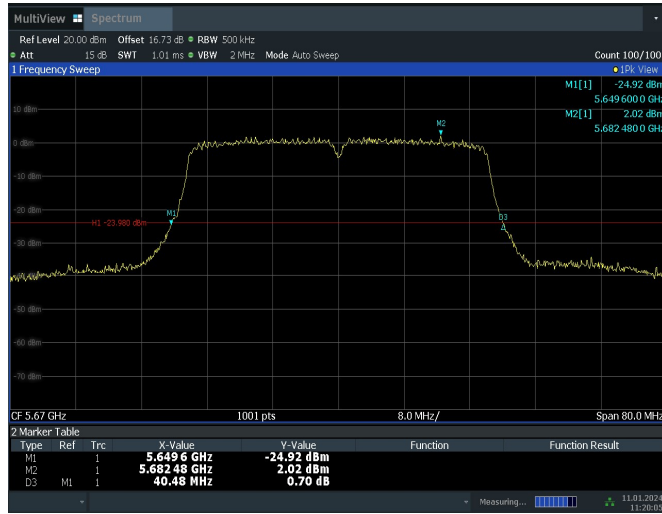 MultiView Spectrum
Ref Level 20.00 dBm Offset 16.73 dB RBW 500 kHz
Att 15 dB SWT 1.01 ms VBW 2 MHz Mode Auto Sweep Count 100/100
1 Frequency Sweep 1Pk View
M1[1] -24.92 dBm
5.649 600 0 GHz
M2[1] 2.02 dBm
5.682 480 0 GHz
10 dBm
M2
0 dBm
-10 dBm
-20 dBm
M1
D3
H1 -23.980 dBm
-30 dBm
-50 dBm
-60 dBm
-70 dBm
CF 5.67 GHz 1001 pts 8.0 MHz/ Span 80.0 MHz
2 Marker Table
Type Ref Trc X-Value Y-Value Function Function Result
M1 1 5.649 6 GHz -24.92 dBm
M2 1 5.682 48 GHz 2.02 dBm
D3 M1 1 40.48 MHz 0.70 dB
Measuring... 11.01.2024
11:20:05